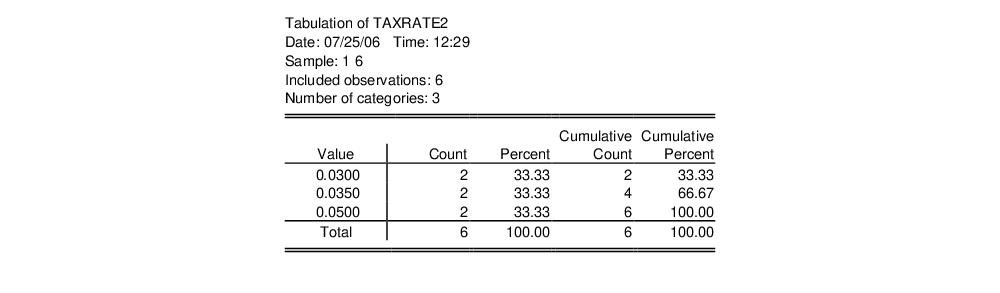 Tabulation of TAXRATE2
Date: 07/25/06 Time: 12:29
Sample: 1 6
Included observations: 6
Number of categories: 3
Cumulative Cumulative
Value Count Percent Count Percent
0.0300 2 33.33 2 33.33
0.0350 2 33.33 4 66.67
0.0500 2 33.33 6 100.00
Total 6 100.00 6 100.00